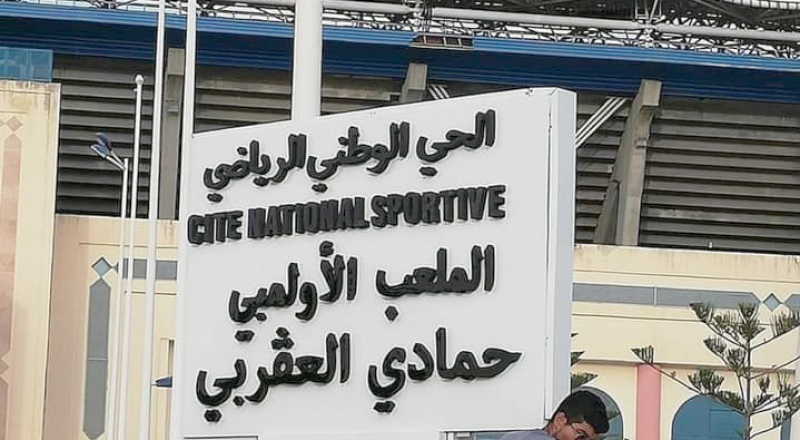 الحي الوطني الرياضي
CITE NATIONAL SPORTIVE
الملعب الأولمبي
حمادي العقربي